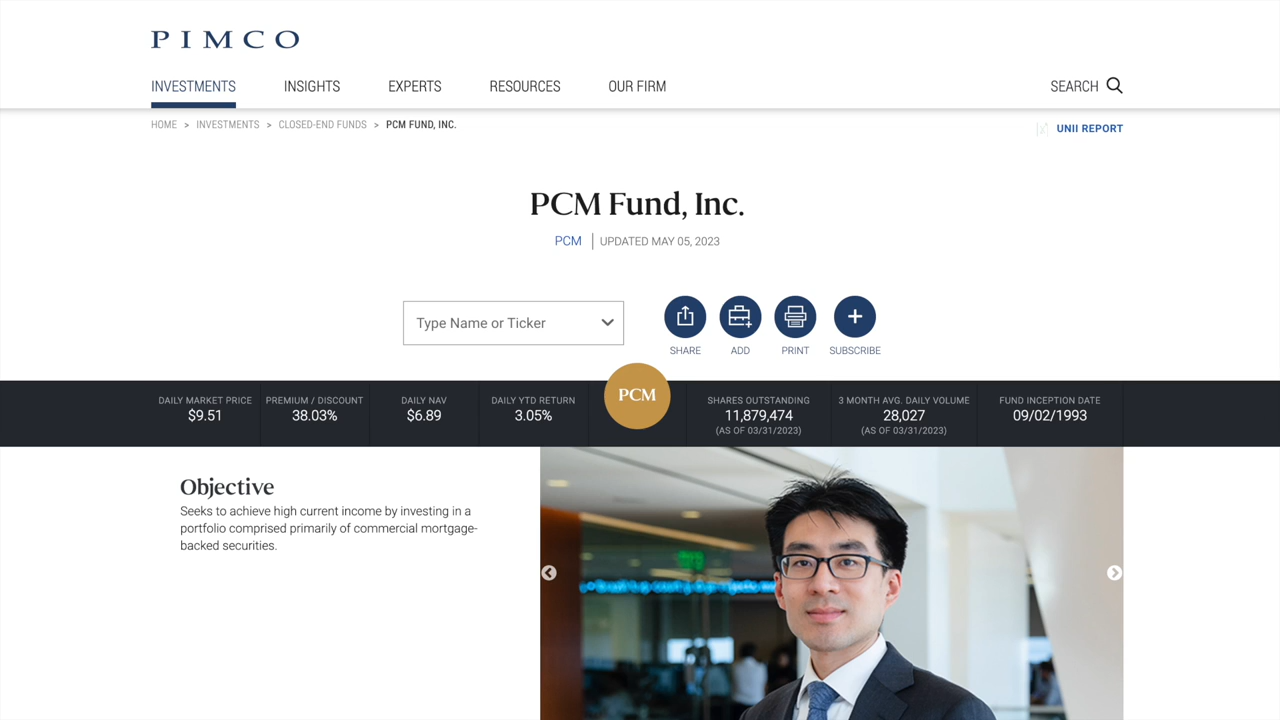 PIMCO
INVESTMENTS INSIGHTS EXPERTS RESOURCES OUR FIRM SEARCH
HOME > INVESTMENTS > CLOSED-END FUNDS > PCM FUND, INC.
UNII REPORT
PCM Fund, Inc.
PCM | UPDATED MAY 05, 2023
Type Name or Ticker
SHARE ADD PRINT SUBSCRIBE
PCM
DAILY MARKET PRICE PREMIUM / DISCOUNT DAILY NAV DAILY YTD RETURN SHARES OUTSTANDING 3 MONTH AVG. DAILY VOLUME FUND INCEPTION DATE
$9.51 38.03% $6.89 3.05% 11,879,474 28,027 09/02/1993
(AS OF 03/31/2023) (AS OF 03/31/2023)
Objective
Seeks to achieve high current income by investing in a
portfolio comprised primarily of commercial mortgage-
backed securities.